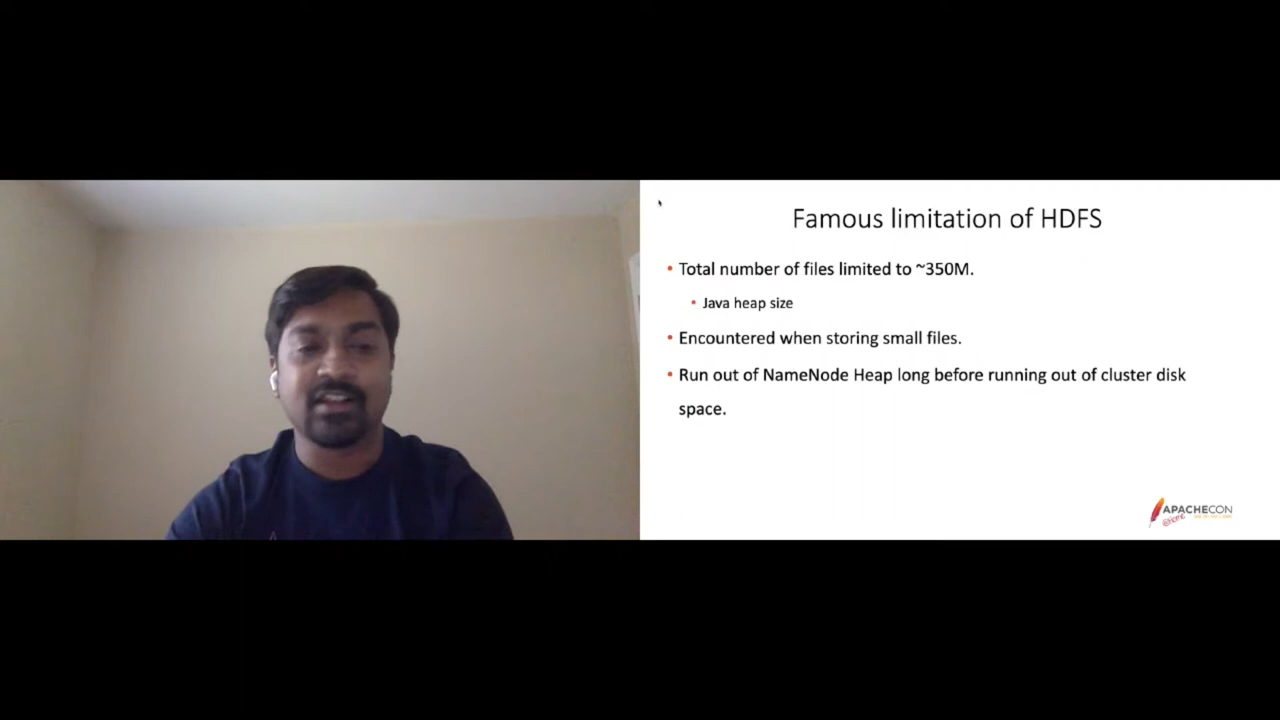 Famous limitation of HDFS
• Total number of files limited to ~350M.
• Java heap size
• Encountered when storing small files.
• Run out of NameNode Heap long before running out of cluster disk
space.
APACHECON
@home